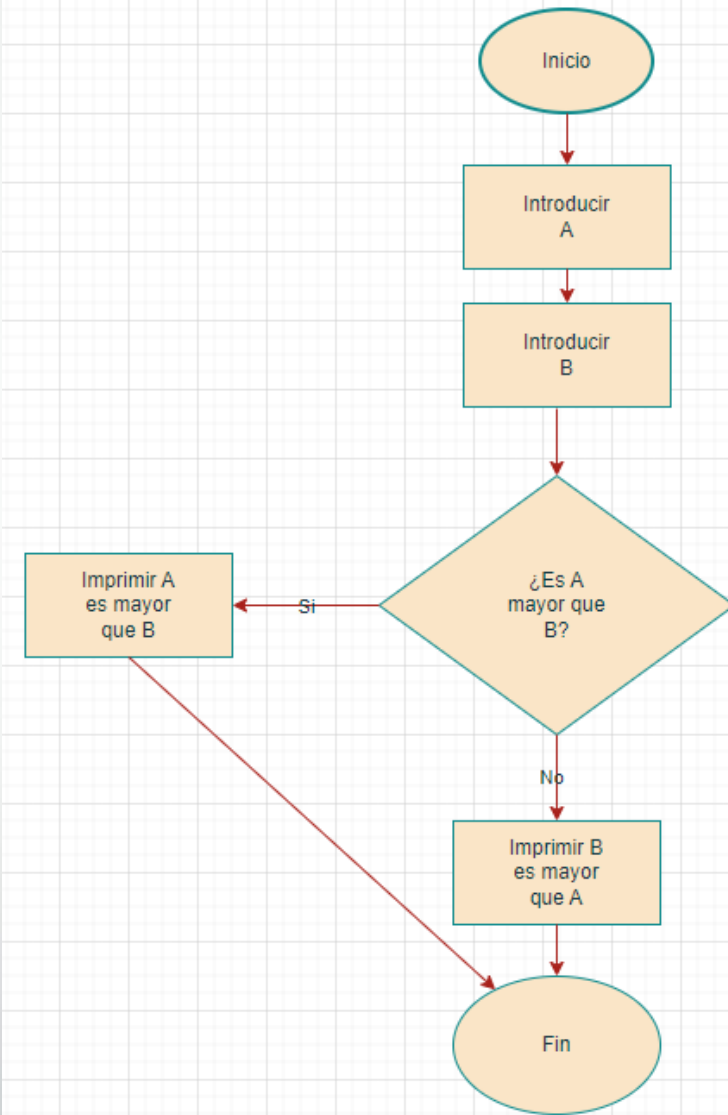 Inicio
Introducir
A
Introducir
B
¿Es A
mayor que
B?
Si
Imprimir A
es mayor
que B
No
Imprimir B
es mayor
que A
Fin